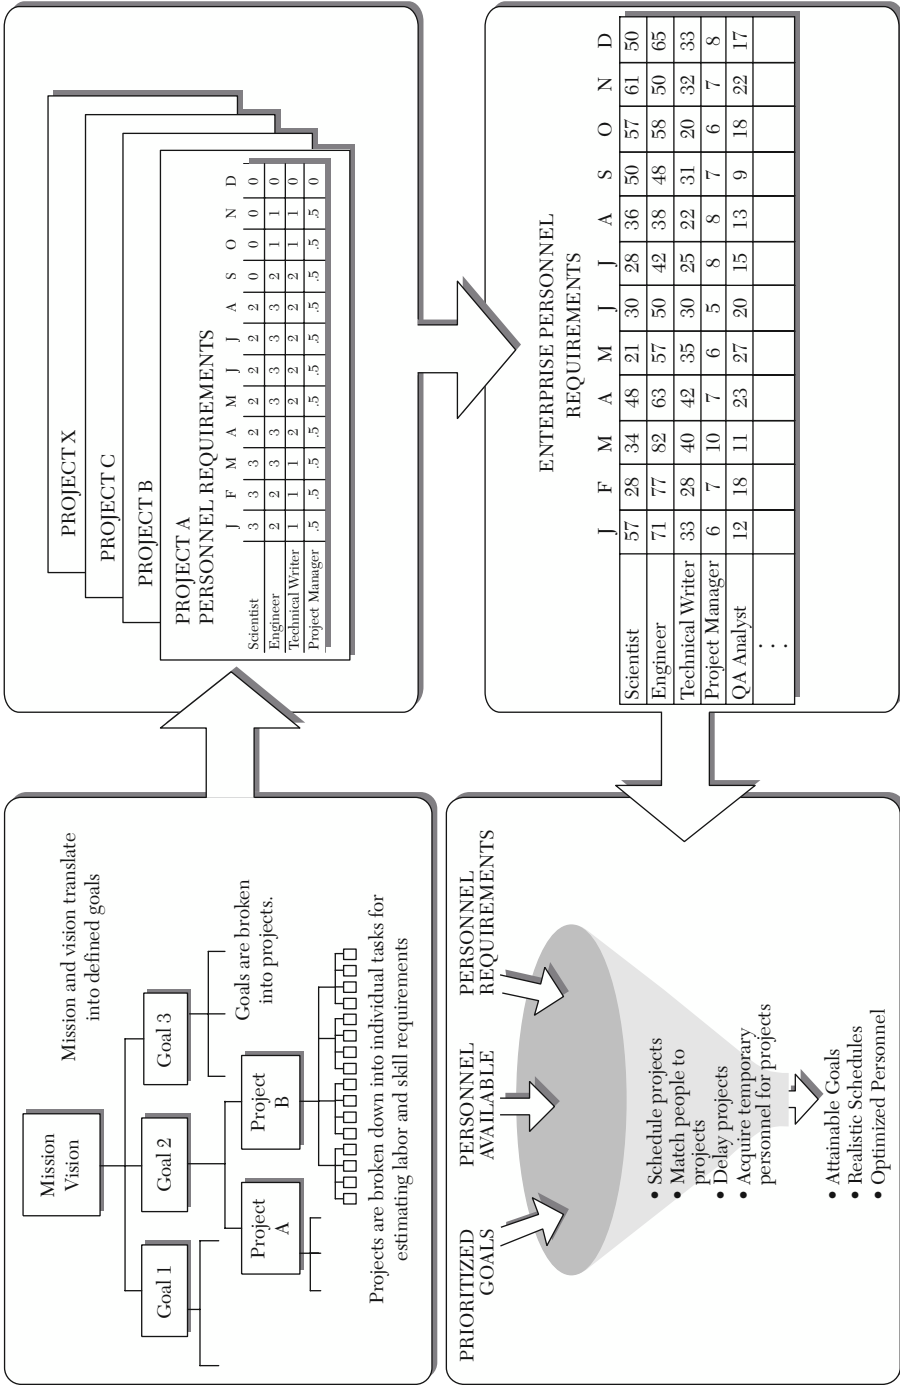 Mission
Vision
Mission and vision translate
into defined goals
Goal 1
Goal 2
Goal 3
Goals are broken
into projects.
Project
A
Project
B
Projects are broken down into individual tasks for
estimating labor and skill requirements
PROJECT X
PROJECT C
PROJECT B
PROJECT A
PERSONNEL REQUIREMENTS
J F M A M J J A S O N D
Scientist 3 3 3 2 2 2 2 2 0 0 0 0
Engineer 2 2 3 3 3 3 3 3 2 1 1 0
Technical Writer 1 1 1 2 2 2 2 2 2 1 1 0
Project Manager .5 .5 .5 .5 .5 .5 .5 .5 .5 .5 .5 0
PRIORITIZED
GOALS
PERSONNEL
AVAILABLE
PERSONNEL
REQUIREMENTS
• Schedule projects
• Match people to
projects
• Delay projects
• Acquire temporary
personnel for projects
• Attainable Goals
• Realistic Schedules
• Optimized Personnel
ENTERPRISE PERSONNEL
REQUIREMENTS
J F M A M J J A S O N D
Scientist 57 28 34 48 21 30 28 36 50 57 61 50
Engineer 71 77 82 63 57 50 42 38 48 58 50 65
Technical Writer 33 28 40 42 35 30 25 22 31 20 32 33
Project Manager 6 7 10 7 6 5 8 8 7 6 7 8
QA Analyst 12 18 11 23 27 20 15 13 9 18 22 17
: